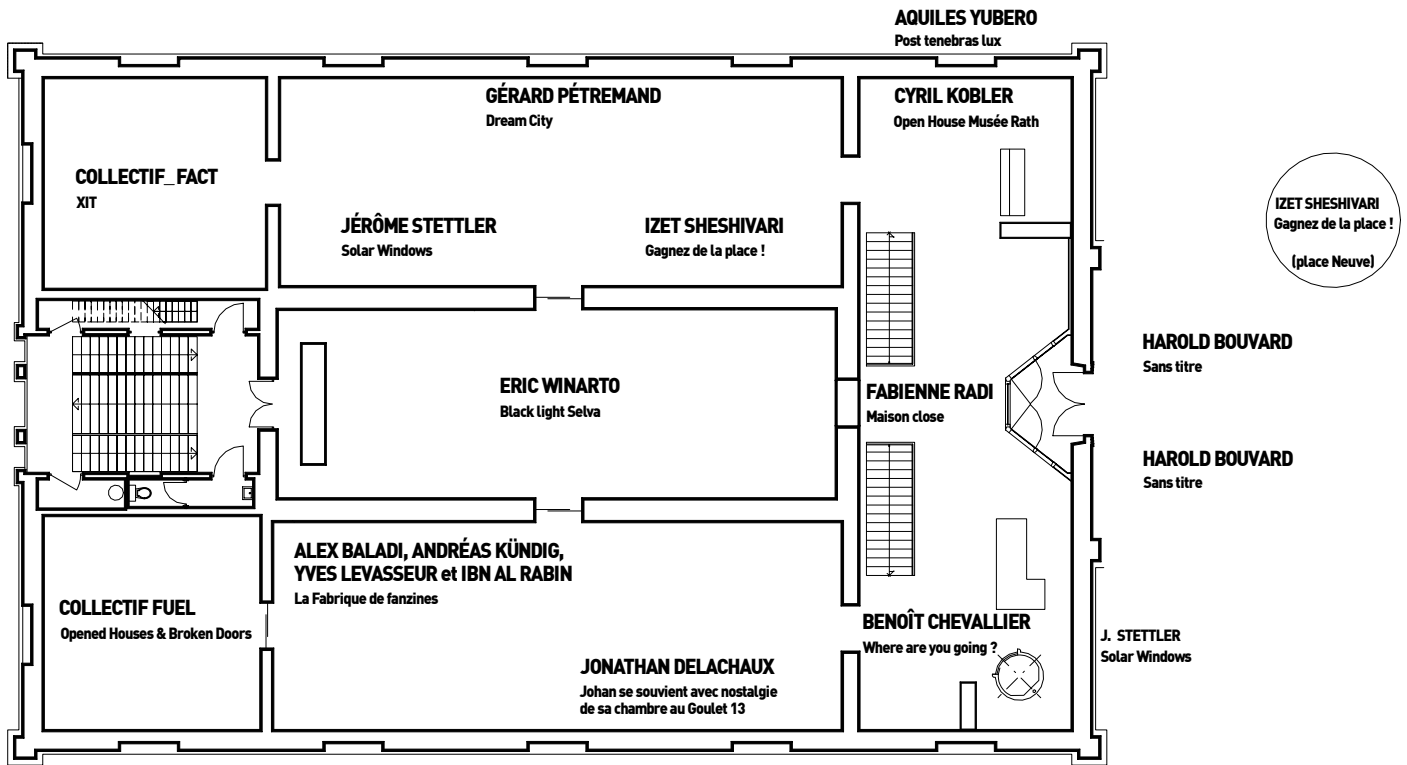 AQUILES YUBERO
Post tenebras lux
GÉRARD PÉTREMAND
Dream City
CYRIL KOBLER
Open House Musée Rath
COLLECTIF_FACT
XIT
JÉRÔME STETTLER
Solar Windows
IZET SHESHIVARI
Gagnez de la place !
IZET SHESHIVARI
Gagnez de la place !
(place Neuve)
HAROLD BOUVARD
Sans titre
ERIC WINARTO
Black light Selva
FABIENNE RADI
Maison close
HAROLD BOUVARD
Sans titre
ALEX BALADI, ANDRÉAS KÜNDIG,
YVES LEVASSEUR et IBN AL RABIN
La Fabrique de fanzines
COLLECTIF FUEL
Opened Houses & Broken Doors
BENOÎT CHEVALLIER
Where are you going ?
J. STETTLER
Solar Windows
JONATHAN DELACHAUX
Johan se souvient avec nostalgie
de sa chambre au Goulet 13